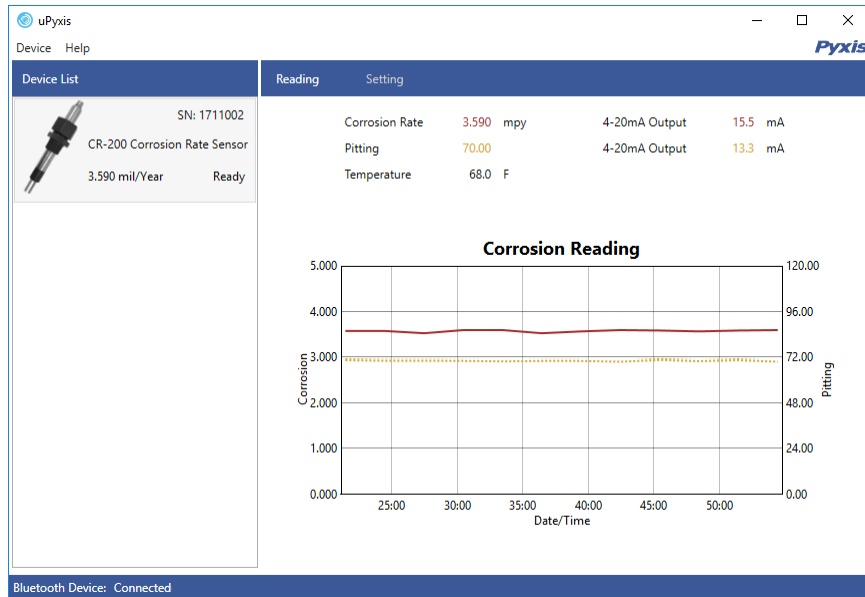 uPyxis
Device Help
Pyxis
Device List
Reading Setting
SN: 1711002
CR-200 Corrosion Rate Sensor
3.590 mil/Year Ready
Corrosion Rate 3.590 mpy 4-20mA Output 15.5 mA
Pitting 70.00 4-20mA Output 13.3 mA
Temperature 68.0 F
Corrosion Reading
5.000 120.00
4.000 96.00
3.000 72.00
Corrosion
Pitting
2.000 48.00
1.000 24.00
0.000 0.00
25:00 30:00 35:00 40:00 45:00 50:00
Date/Time
Bluetooth Device: Connected